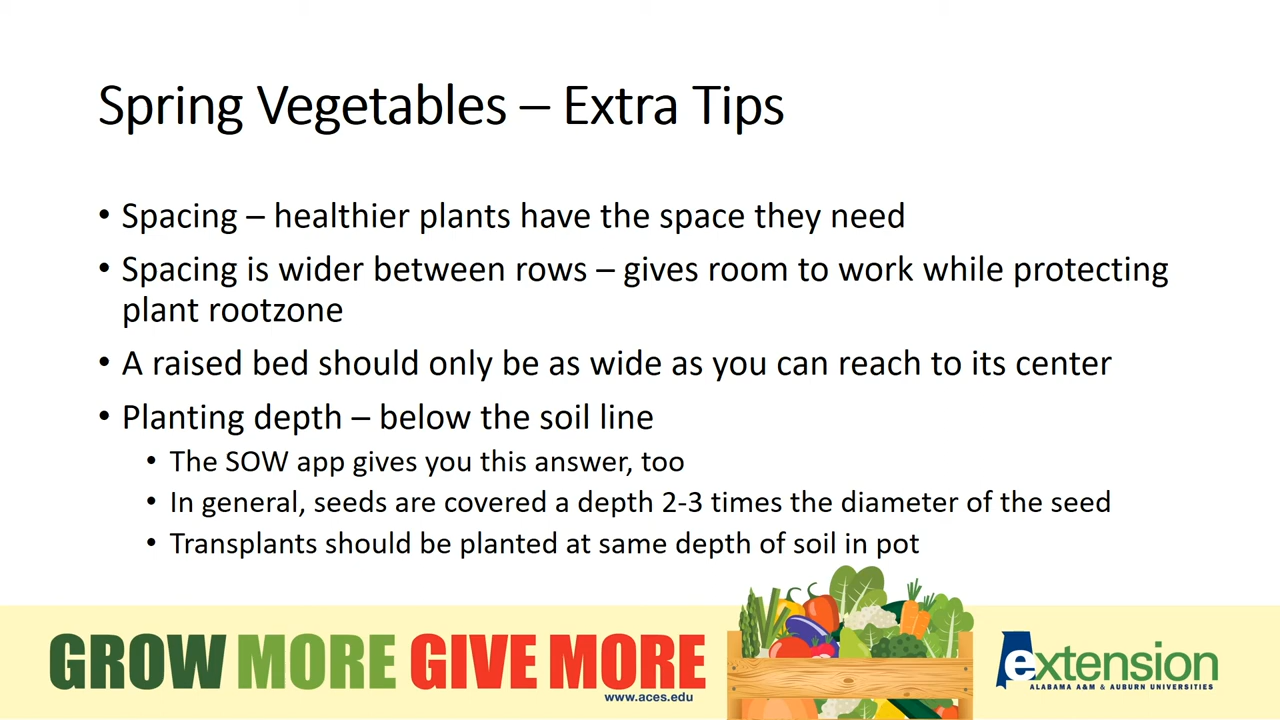 Spring Vegetables – Extra Tips
• Spacing – healthier plants have the space they need
• Spacing is wider between rows – gives room to work while protecting
plant rootzone
• A raised bed should only be as wide as you can reach to its center
• Planting depth – below the soil line
• The SOW app gives you this answer, too
• In general, seeds are covered a depth 2-3 times the diameter of the seed
• Transplants should be planted at same depth of soil in pot
GROW MORE GIVE MORE
www.aces.edu
extension
ALABAMA A&M & AUBURN UNIVERSITIES